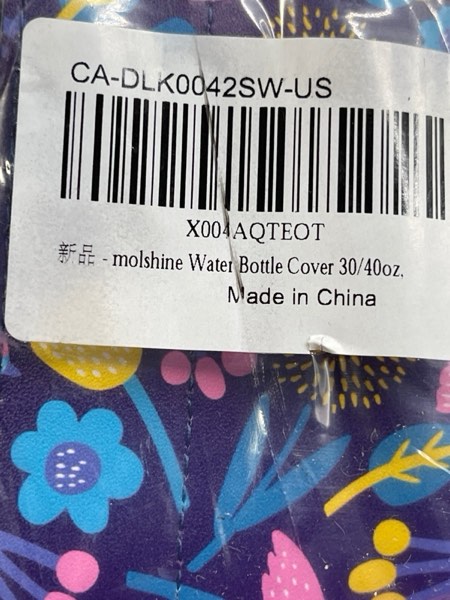 CA-DLK0042SW-US
X004AQTEOT
新品 - molshine Water Bottle Cover 30/40oz,
Made in China